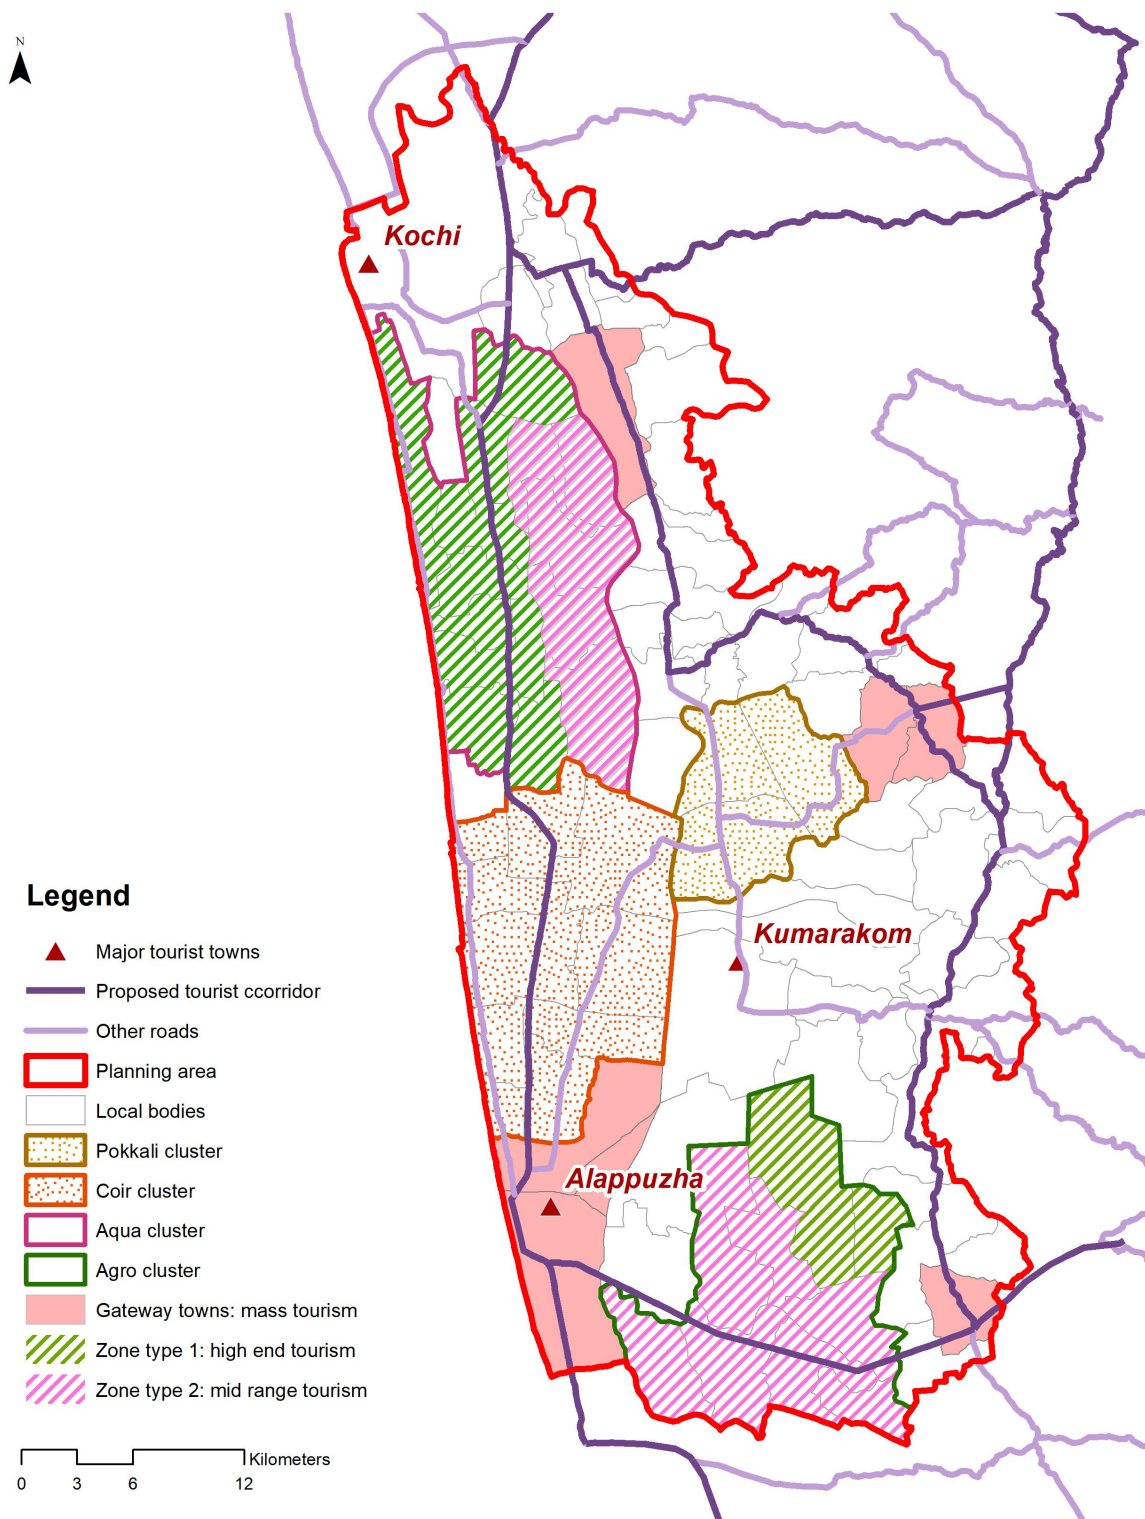 N
Kochi
Kumarakom
Alappuzha
Legend
Major tourist towns
Proposed tourist ccorridor
Other roads
Planning area
Local bodies
Pokkali cluster
Coir cluster
Aqua cluster
Agro cluster
Gateway towns: mass tourism
Zone type 1: high end tourism
Zone type 2: mid range tourism
Kilometers
0 3 6 12